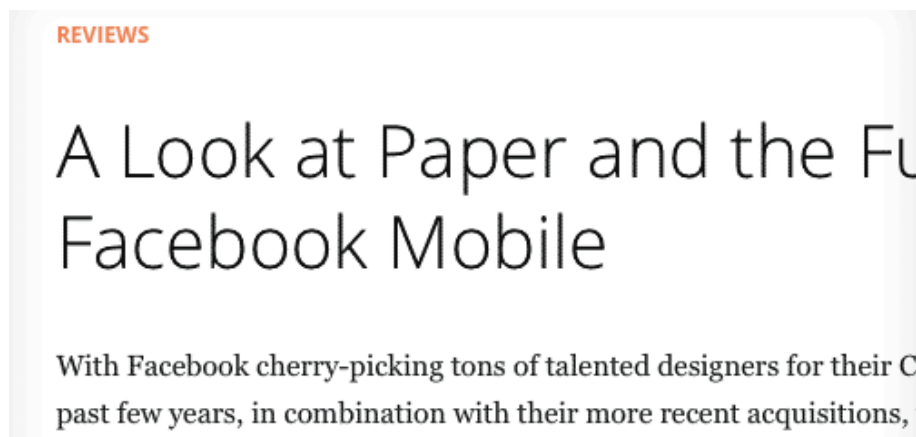 REVIEWS
A Look at Paper and the Fu
Facebook Mobile
With Facebook cherry-picking tons of talented designers for their C
past few years, in combination with their more recent acquisitions,